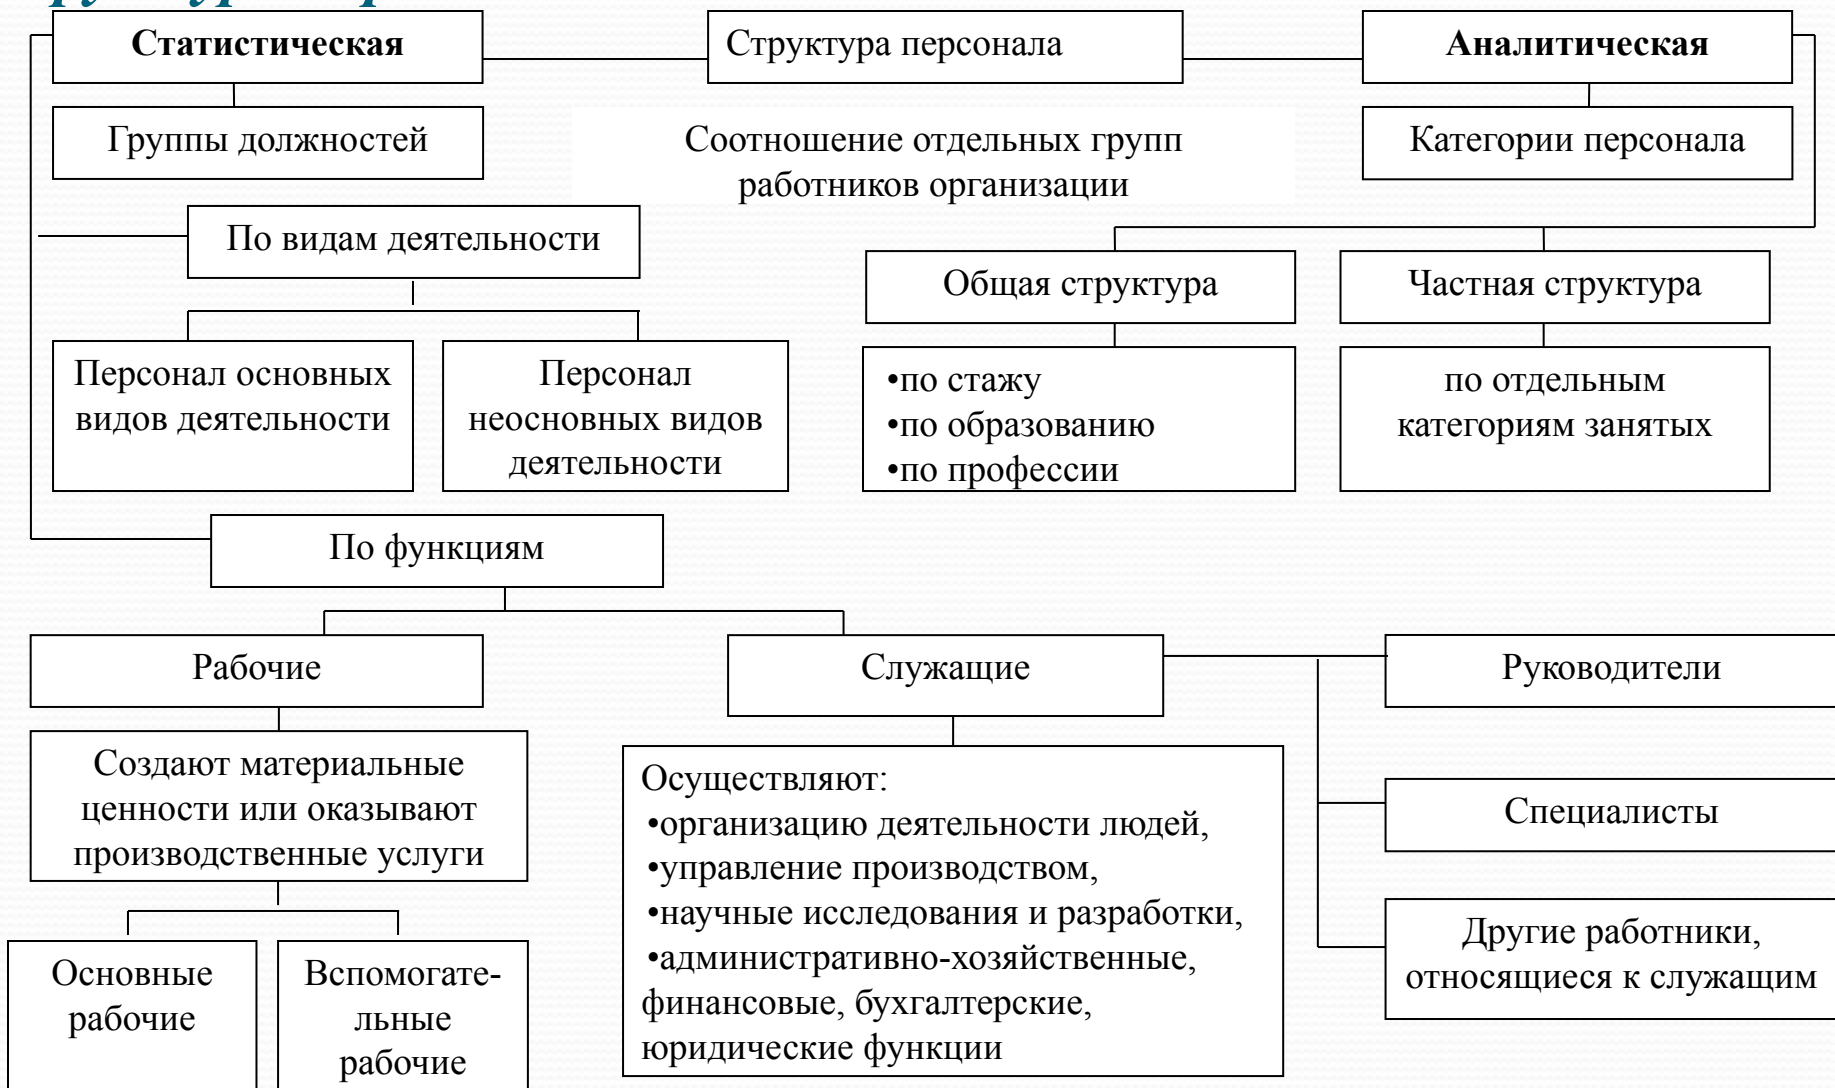 Статистическая
Структура персонала
Аналитическая
Группы должностей
Соотношение отдельных групп
работников организации
Категории персонала
По видам деятельности
Общая структура
Частная структура
Персонал основных
видов деятельности
Персонал
неосновных видов
деятельности
•по стажу
•по образованию
•по профессии
по отдельным
категориям занятых
По функциям
Рабочие
Служащие
Руководители
Создают материальные
ценности или оказывают
производственные услуги
Осуществляют:
•организацию деятельности людей,
•управление производством,
•научные исследования и разработки,
•административно-хозяйственные,
финансовые, бухгалтерские,
юридические функции
Специалисты
Другие работники,
относящиеся к служащим
Основные
рабочие
Вспомогате-
льные
рабочие